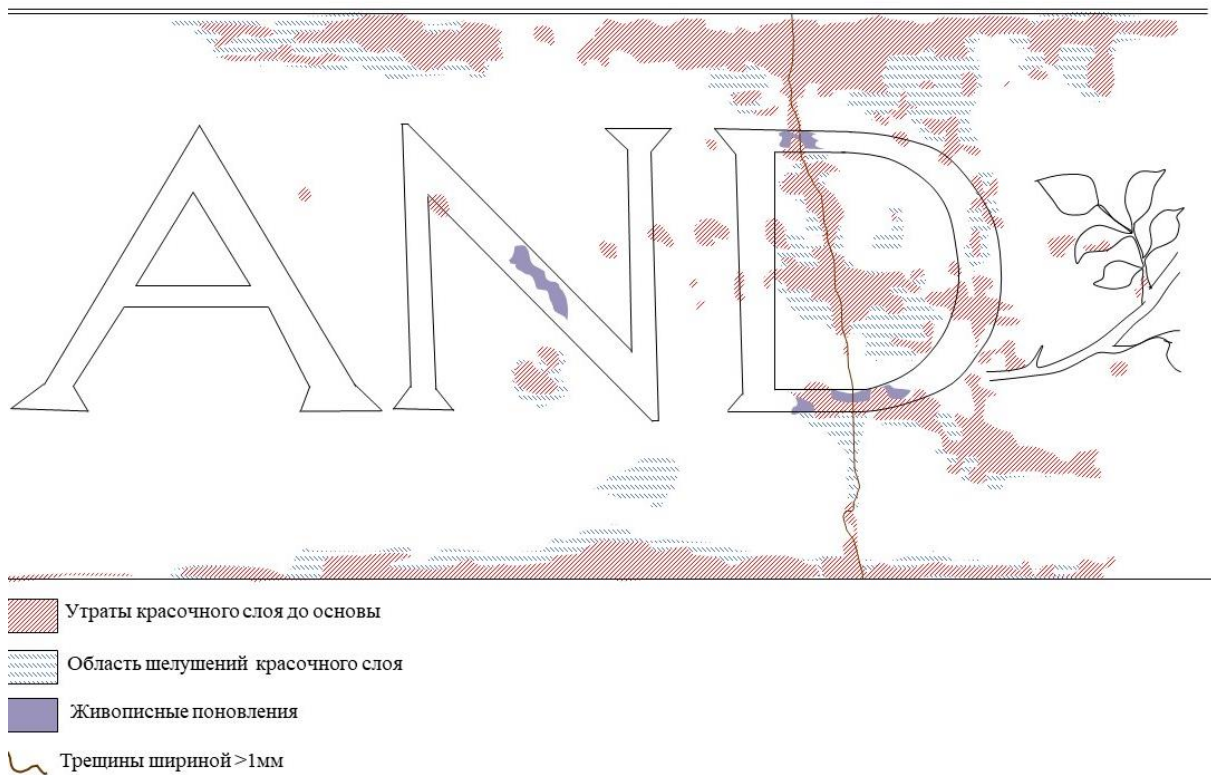 AND
Утраты красочного слоя до основы
Область шелушений красочного слоя
Живописные поновления
Трещины шириной >1мм